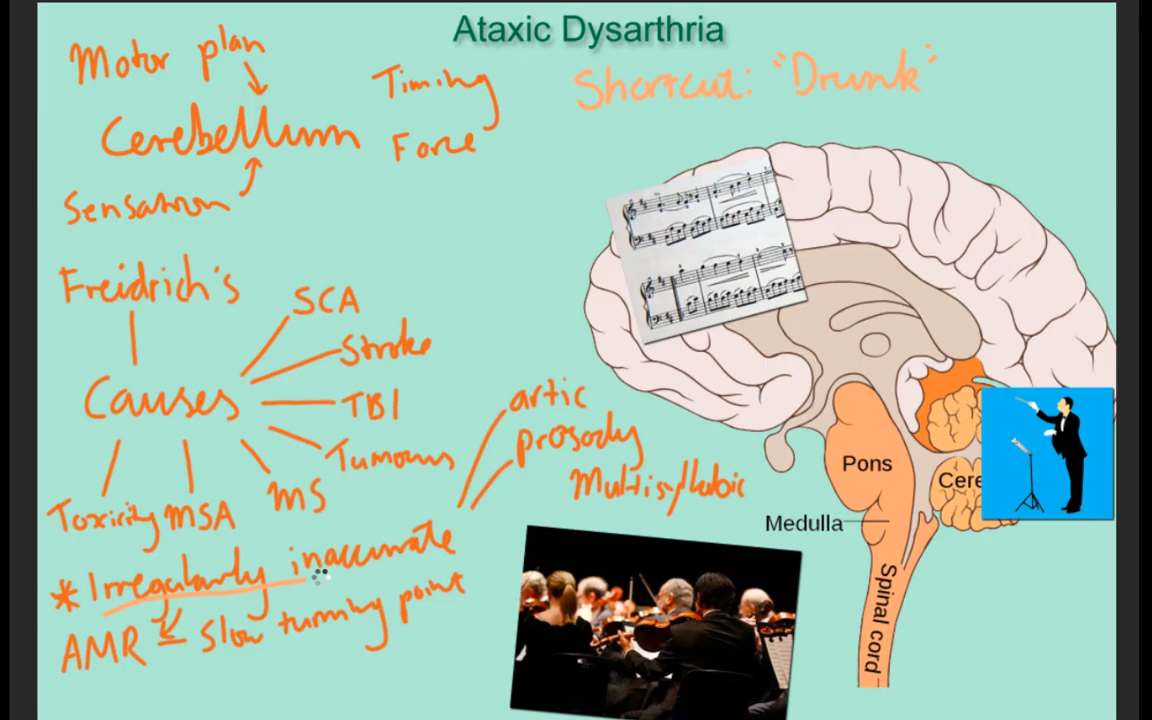 Ataxic Dysarthria
Motor plan
Cerebellum
Sensation
Timing
Force
Shortcut: "Drunk"
Freidrich's
SCA
Stroke
Causes
TBI
Tumours
MS
MSA
Toxicity
* Irregularly inaccurate
artic
prosody
Multisyllabic
AMR slow turning point
Pons
Medulla
Cere
Spinal cord